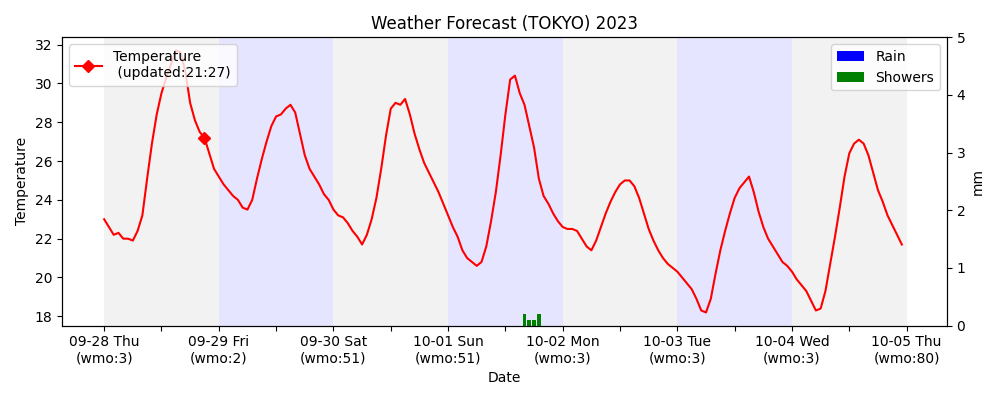 Weather Forecast (TOKYO) 2023
Temperature
(updated:21:27)
Rain
Showers
32
30
28
26
24
22
20
18
Temperature
5
4
3
2
1
0
mm
09-28 Thu 09-29 Fri 09-30 Sat 10-01 Sun 10-02 Mon 10-03 Tue 10-04 Wed 10-05 Thu
(wmo:3) (wmo:2) (wmo:51) (wmo:51) (wmo:3) (wmo:3) (wmo:3) (wmo:80)
Date